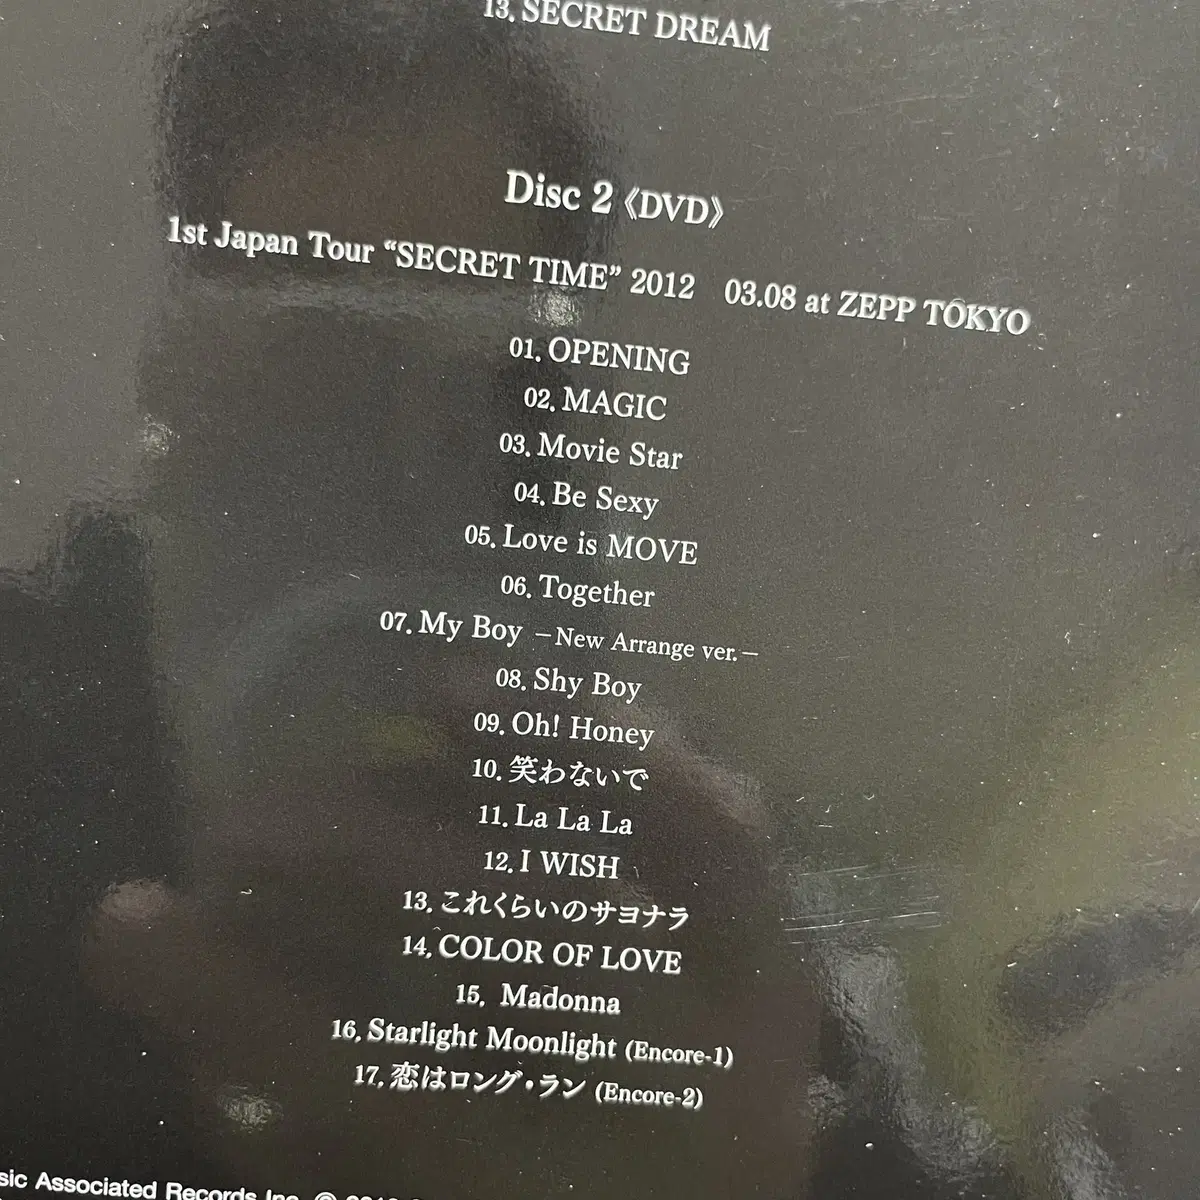 13. SECRET DREAM
Disc 2《DVD》
1st Japan Tour “SECRET TIME” 2012 03.08 at ZEPP TOKYO
01. OPENING
02. MAGIC
03. Movie Star
04. Be Sexy
05. Love is MOVE
06. Together
07. My Boy －New Arrange ver.－
08. Shy Boy
09. Oh! Honey
10. 笑わないで
11. La La La
12. I WISH
13. これくらいのサヨナラ
14. COLOR OF LOVE
15. Madonna
16. Starlight Moonlight (Encore-1)
17. 恋はロング・ラン (Encore-2)
Associated Records Inc.